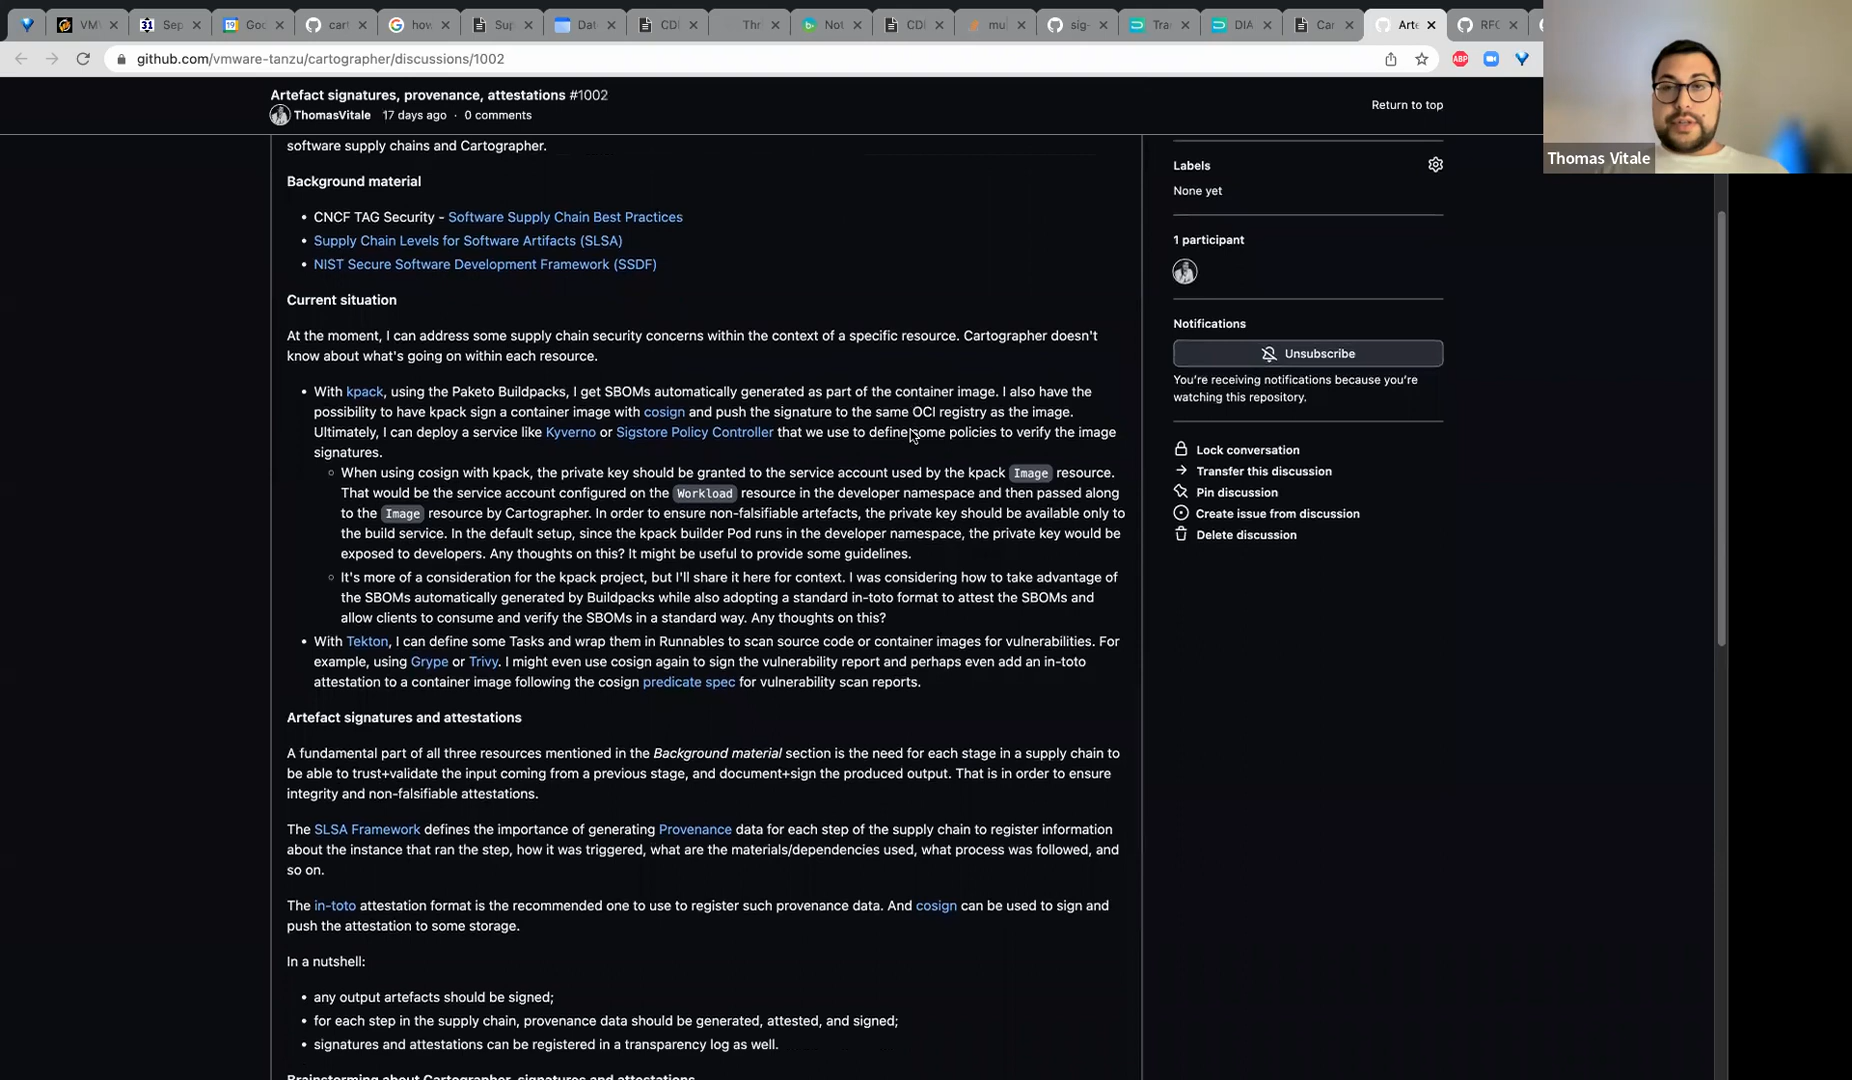 VMV
Sep
Goo
cart
how
Sup
Dat
CDI
Thr
Not
CDI
mu
sig-
Tra
DIA
Car
Arte
RFC
github.com/vmware-tanzu/cartographer/discussions/1002
ABP
Artefact signatures, provenance, attestations #1002
ThomasVitale 17 days ago · 0 comments
Return to top
Thomas Vitale
software supply chains and Cartographer.
Background material
• CNCF TAG Security - Software Supply Chain Best Practices
• Supply Chain Levels for Software Artifacts (SLSA)
• NIST Secure Software Development Framework (SSDF)
Current situation
At the moment, I can address some supply chain security concerns within the context of a specific resource. Cartographer doesn't
know about what's going on within each resource.
• With kpack, using the Paketo Buildpacks, I get SBOMs automatically generated as part of the container image. I also have the
possibility to have kpack sign a container image with cosign and push the signature to the same OCI registry as the image.
Ultimately, I can deploy a service like Kyverno or Sigstore Policy Controller that we use to define some policies to verify the image
signatures.
○ When using cosign with kpack, the private key should be granted to the service account used by the kpack Image resource.
That would be the service account configured on the Workload resource in the developer namespace and then passed along
to the Image resource by Cartographer. In order to ensure non-falsifiable artefacts, the private key should be available only to
the build service. In the default setup, since the kpack builder Pod runs in the developer namespace, the private key would be
exposed to developers. Any thoughts on this? It might be useful to provide some guidelines.
○ It's more of a consideration for the kpack project, but I'll share it here for context. I was considering how to take advantage of
the SBOMs automatically generated by Buildpacks while also adopting a standard in-toto format to attest the SBOMs and
allow clients to consume and verify the SBOMs in a standard way. Any thoughts on this?
• With Tekton, I can define some Tasks and wrap them in Runnables to scan source code or container images for vulnerabilities. For
example, using Grype or Trivy. I might even use cosign again to sign the vulnerability report and perhaps even add an in-toto
attestation to a container image following the cosign predicate spec for vulnerability scan reports.
Artefact signatures and attestations
A fundamental part of all three resources mentioned in the Background material section is the need for each stage in a supply chain to
be able to trust+validate the input coming from a previous stage, and document+sign the produced output. That is in order to ensure
integrity and non-falsifiable attestations.
The SLSA Framework defines the importance of generating Provenance data for each step of the supply chain to register information
about the instance that ran the step, how it was triggered, what are the materials/dependencies used, what process was followed, and
so on.
The in-toto attestation format is the recommended one to use to register such provenance data. And cosign can be used to sign and
push the attestation to some storage.
In a nutshell:
• any output artefacts should be signed;
• for each step in the supply chain, provenance data should be generated, attested, and signed;
• signatures and attestations can be registered in a transparency log as well.
Brainstorming about Cartographer, signatures and attestations
Labels
None yet
1 participant
Notifications
Unsubscribe
You're receiving notifications because you're
watching this repository.
Lock conversation
Transfer this discussion
Pin discussion
Create issue from discussion
Delete discussion